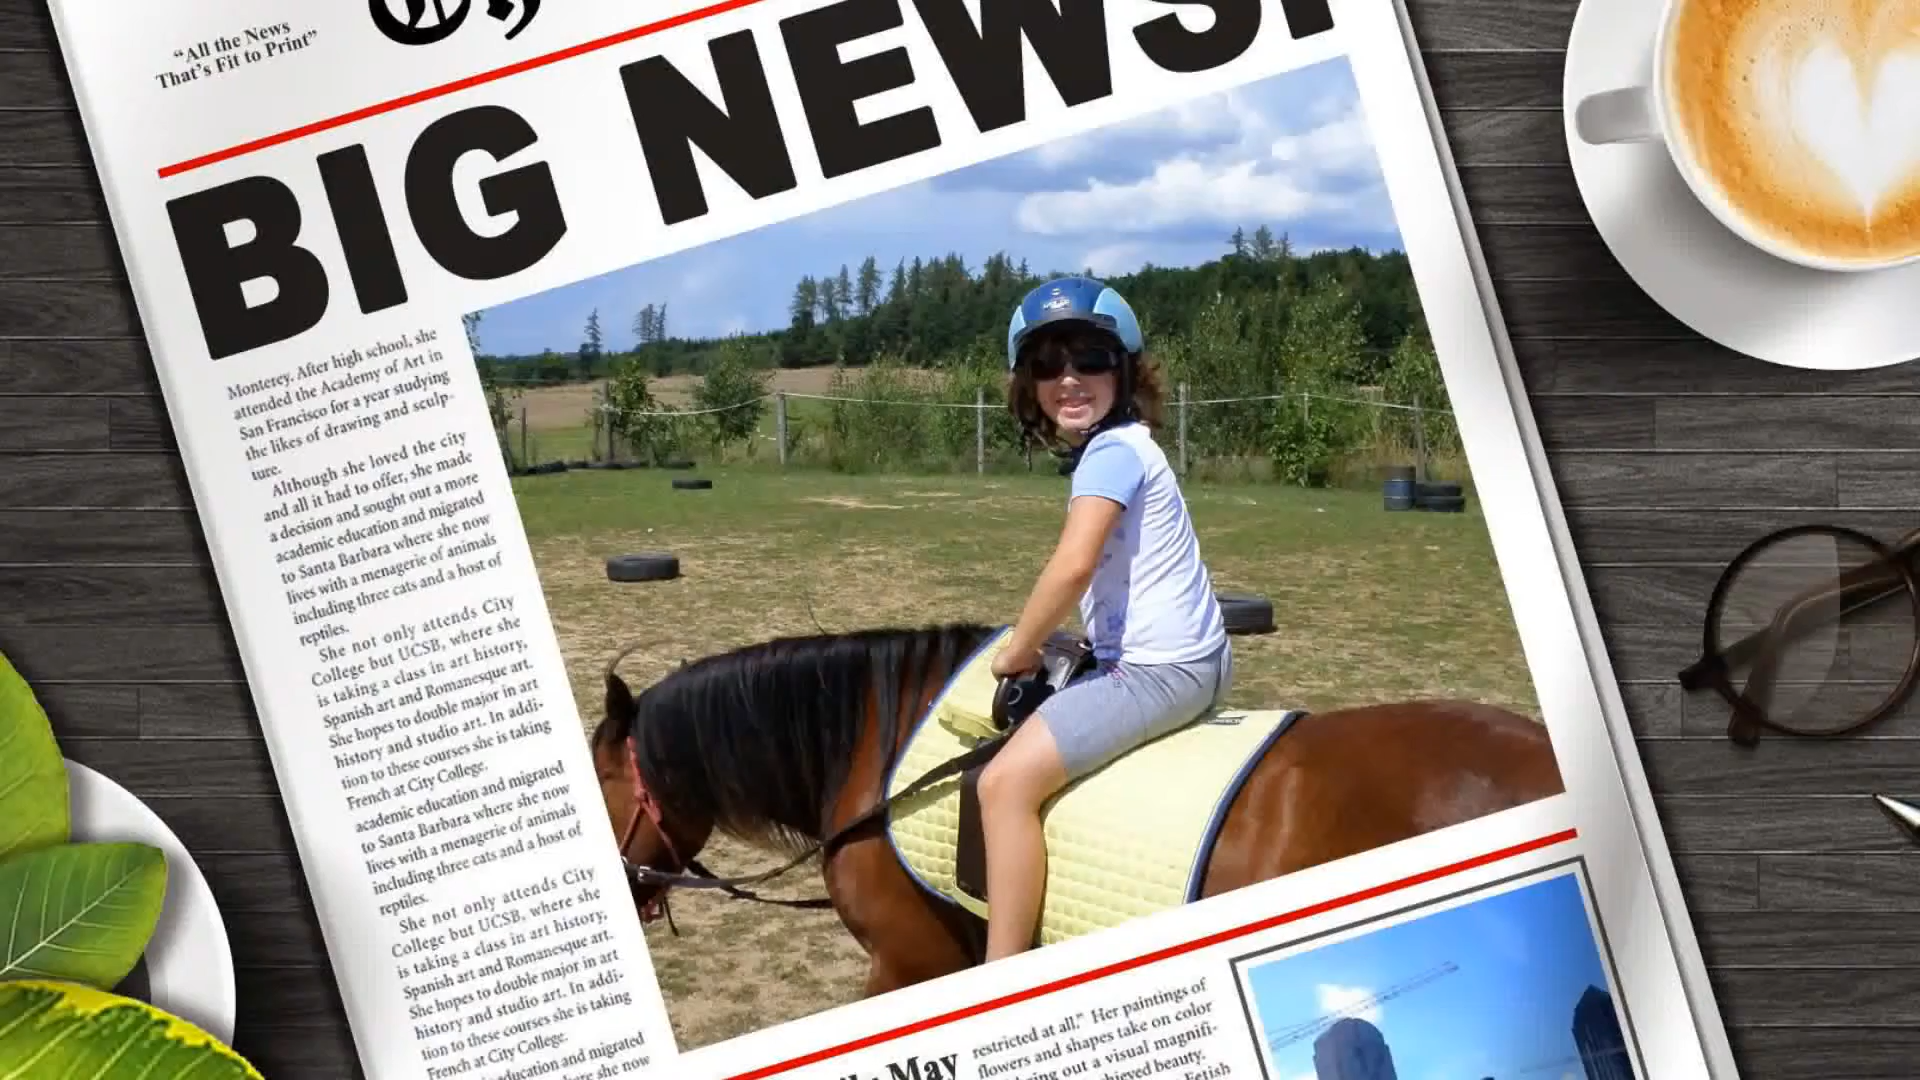 “All the News
That’s Fit to Print”
BIG NEWS!
Monterey. After high school, she
attended the Academy of Art in
San Francisco for a year studying
the likes of drawing and sculp-
ture.
Although she loved the city
and all it had to offer, she made
a decision and sought out a more
academic education and migrated
to Santa Barbara where she now
lives with a menagerie of animals
including three cats and a host of
reptiles.
She not only attends City
College but UCSB, where she
is taking a class in art history,
Spanish art and Romanesque art.
She hopes to double major in art
history and studio art. In addi-
tion to these courses she is taking
French at City College.
academic education and migrated
to Santa Barbara where she now
lives with a menagerie of animals
including three cats and a host of
reptiles.
She not only attends City
College but UCSB, where she
is taking a class in art history,
Spanish art and Romanesque art.
She hopes to double major in art
history and studio art. In addi-
tion to these courses she is taking
French at City College.
education and migrated
she now
May
restricted at all.” Her paintings of
flowers and shapes take on color
out a visual magnifi-
beauty.
Fetish